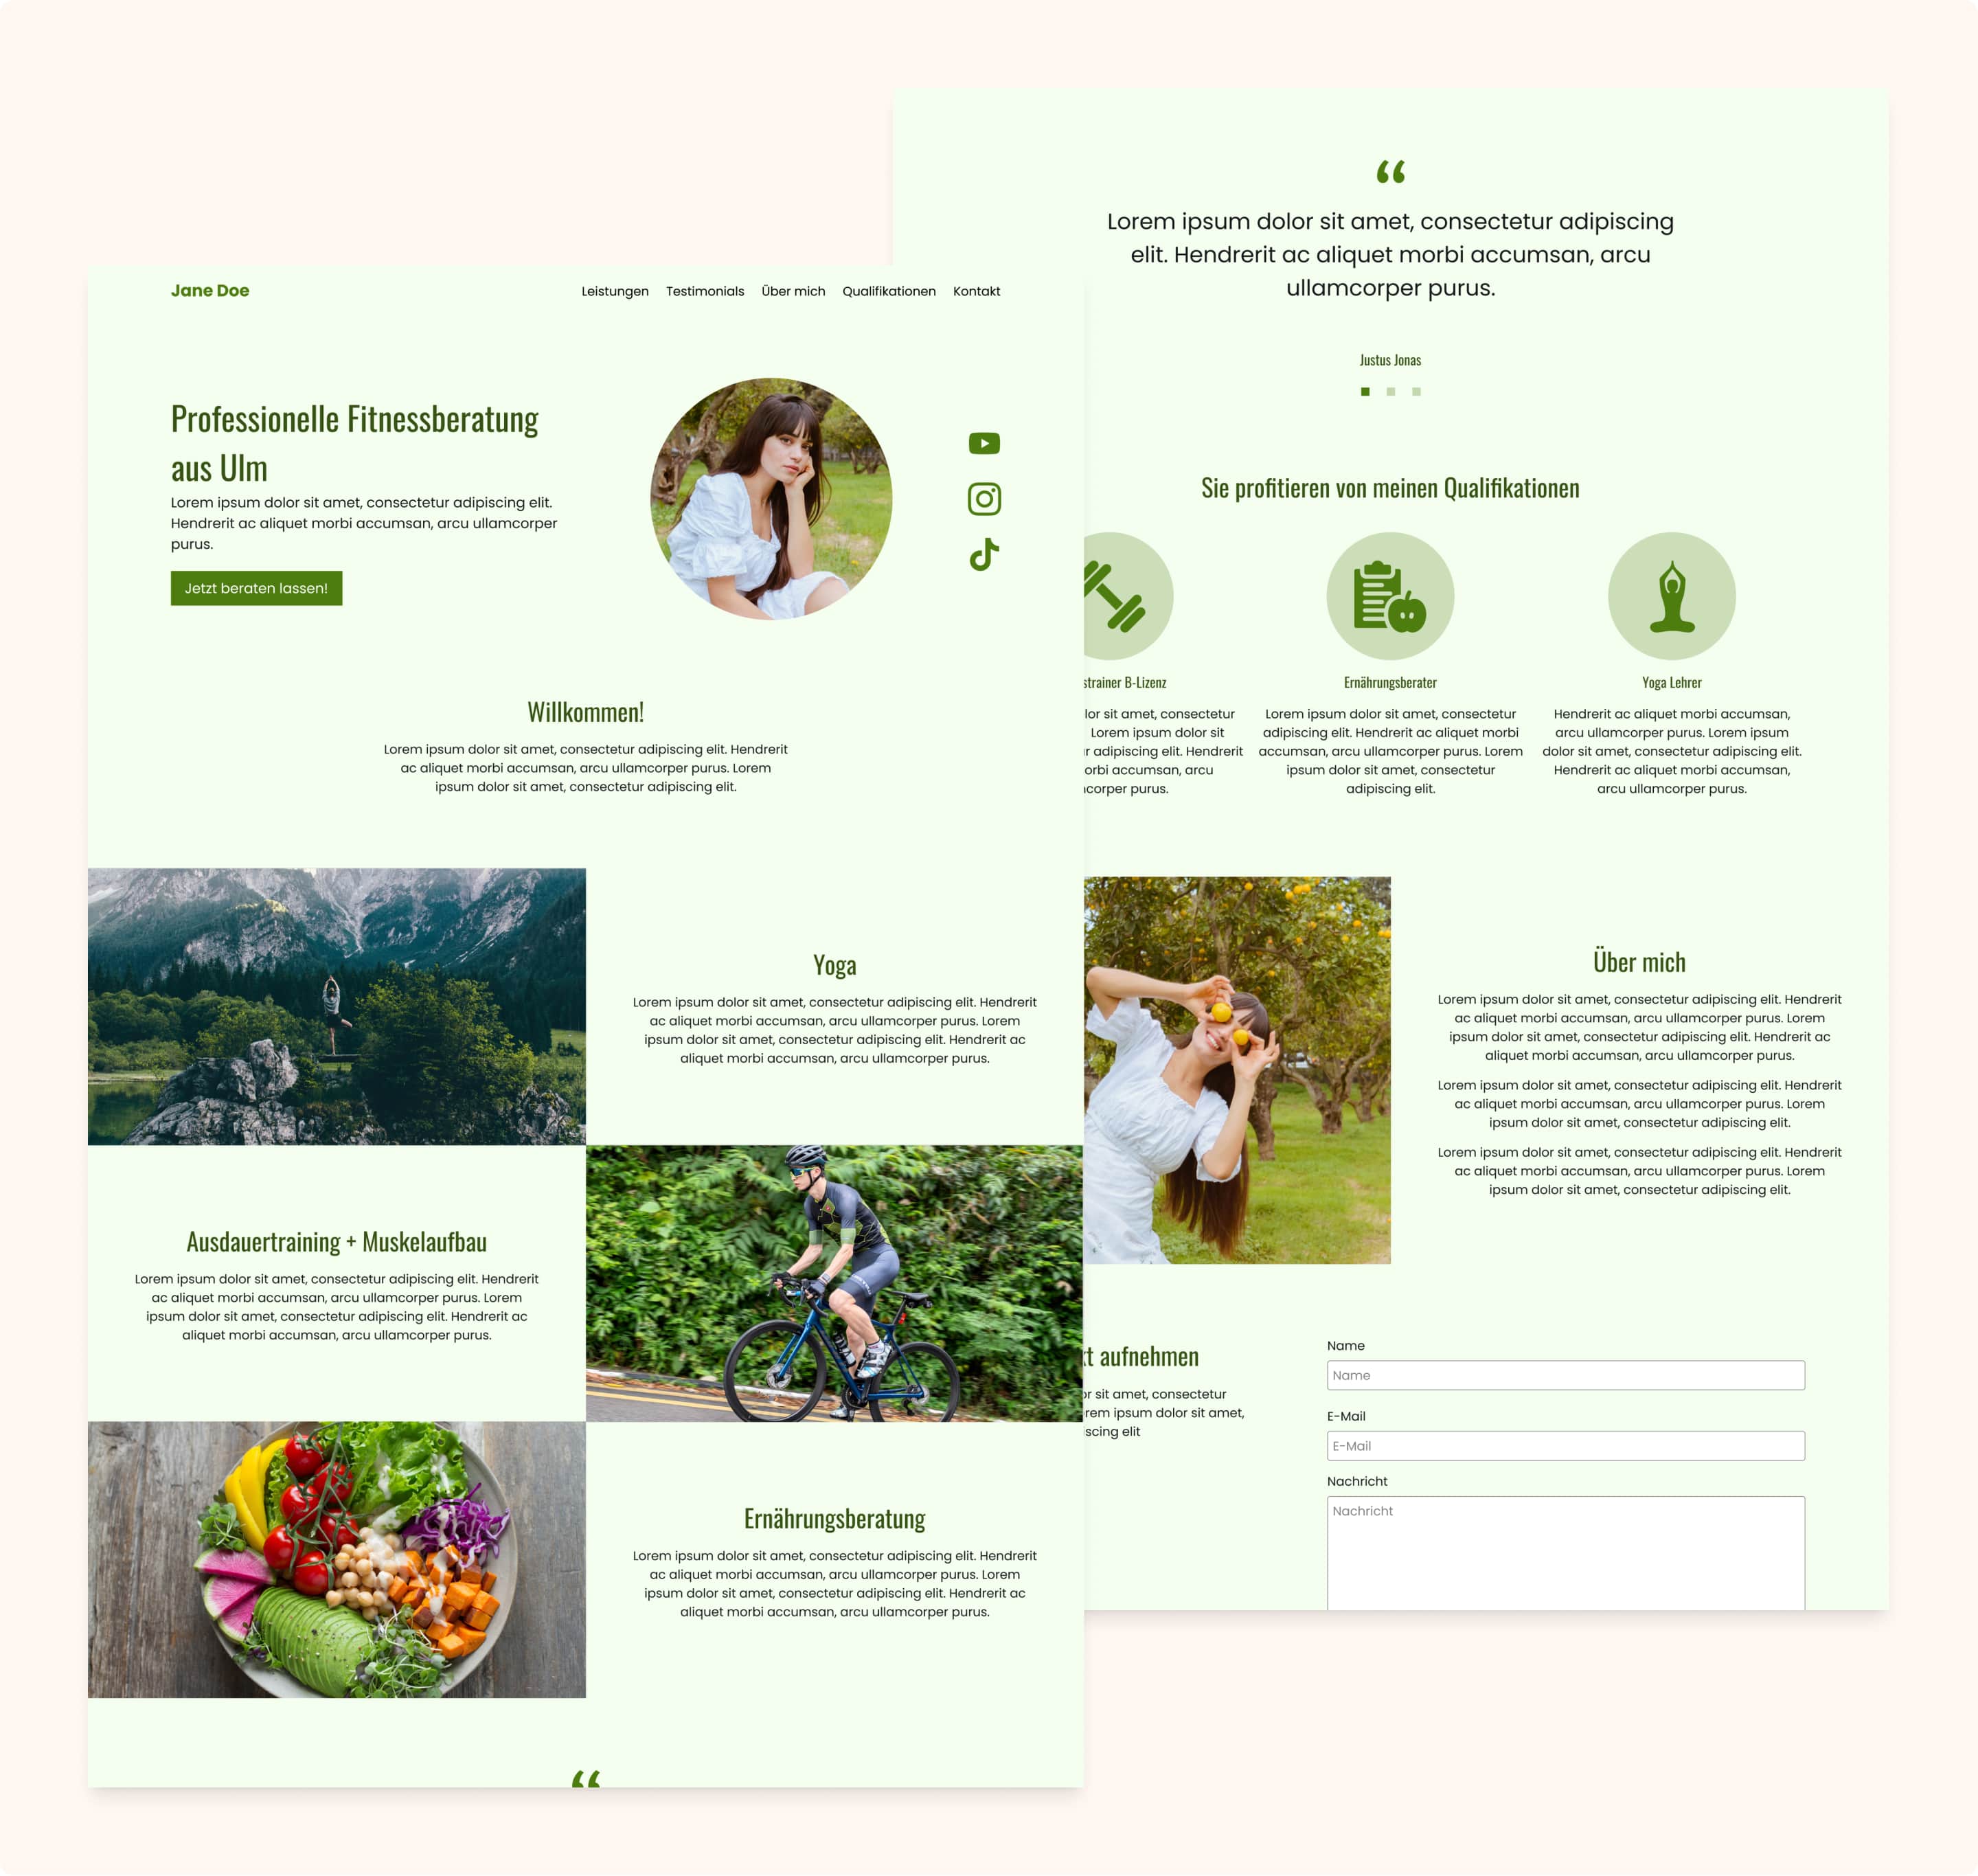 Jane Doe
Leistungen Testimonials Über mich Qualifikationen Kontakt
Professionelle Fitnessberatung
aus Ulm
Lorem ipsum dolor sit amet, consectetur adipiscing elit.
Hendrerit ac aliquet morbi accumsan, arcu ullamcorper
purus.
Jetzt beraten lassen!
Willkommen!
Lorem ipsum dolor sit amet, consectetur adipiscing elit. Hendrerit
ac aliquet morbi accumsan, arcu ullamcorper purus. Lorem
ipsum dolor sit amet, consectetur adipiscing elit.
Yoga
Lorem ipsum dolor sit amet, consectetur adipiscing elit. Hendrerit
ac aliquet morbi accumsan, arcu ullamcorper purus. Lorem
ipsum dolor sit amet, consectetur adipiscing elit. Hendrerit ac
aliquet morbi accumsan, arcu ullamcorper purus.
Ausdauertraining + Muskelaufbau
Lorem ipsum dolor sit amet, consectetur adipiscing elit. Hendrerit
ac aliquet morbi accumsan, arcu ullamcorper purus. Lorem
ipsum dolor sit amet, consectetur adipiscing elit. Hendrerit ac
aliquet morbi accumsan, arcu ullamcorper purus.
Ernährungsberatung
Lorem ipsum dolor sit amet, consectetur adipiscing elit. Hendrerit
ac aliquet morbi accumsan, arcu ullamcorper purus. Lorem
ipsum dolor sit amet, consectetur adipiscing elit. Hendrerit ac
aliquet morbi accumsan, arcu ullamcorper purus.
“
“
Lorem ipsum dolor sit amet, consectetur adipiscing
elit. Hendrerit ac aliquet morbi accumsan, arcu
ullamcorper purus.
Justus Jonas
Sie profitieren von meinen Qualifikationen
strainer B-Lizenz
lor sit amet, consectetur
Lorem ipsum dolor sit
r adipiscing elit. Hendrerit
orbi accumsan, arcu
corper purus.
Ernährungsberater
Lorem ipsum dolor sit amet, consectetur
adipiscing elit. Hendrerit ac aliquet morbi
accumsan, arcu ullamcorper purus. Lorem
ipsum dolor sit amet, consectetur
adipiscing elit.
Yoga Lehrer
Hendrerit ac aliquet morbi accumsan,
arcu ullamcorper purus. Lorem ipsum
dolor sit amet, consectetur adipiscing elit.
Hendrerit ac aliquet morbi accumsan,
arcu ullamcorper purus.
Über mich
Lorem ipsum dolor sit amet, consectetur adipiscing elit. Hendrerit
ac aliquet morbi accumsan, arcu ullamcorper purus. Lorem
ipsum dolor sit amet, consectetur adipiscing elit. Hendrerit ac
aliquet morbi accumsan, arcu ullamcorper purus.
Lorem ipsum dolor sit amet, consectetur adipiscing elit. Hendrerit
ac aliquet morbi accumsan, arcu ullamcorper purus. Lorem
ipsum dolor sit amet, consectetur adipiscing elit.
Lorem ipsum dolor sit amet, consectetur adipiscing elit. Hendrerit
ac aliquet morbi accumsan, arcu ullamcorper purus. Lorem
ipsum dolor sit amet, consectetur adipiscing elit.
kt aufnehmen
or sit amet, consectetur
rem ipsum dolor sit amet,
scing elit
Name
Name
E-Mail
E-Mail
Nachricht
Nachricht